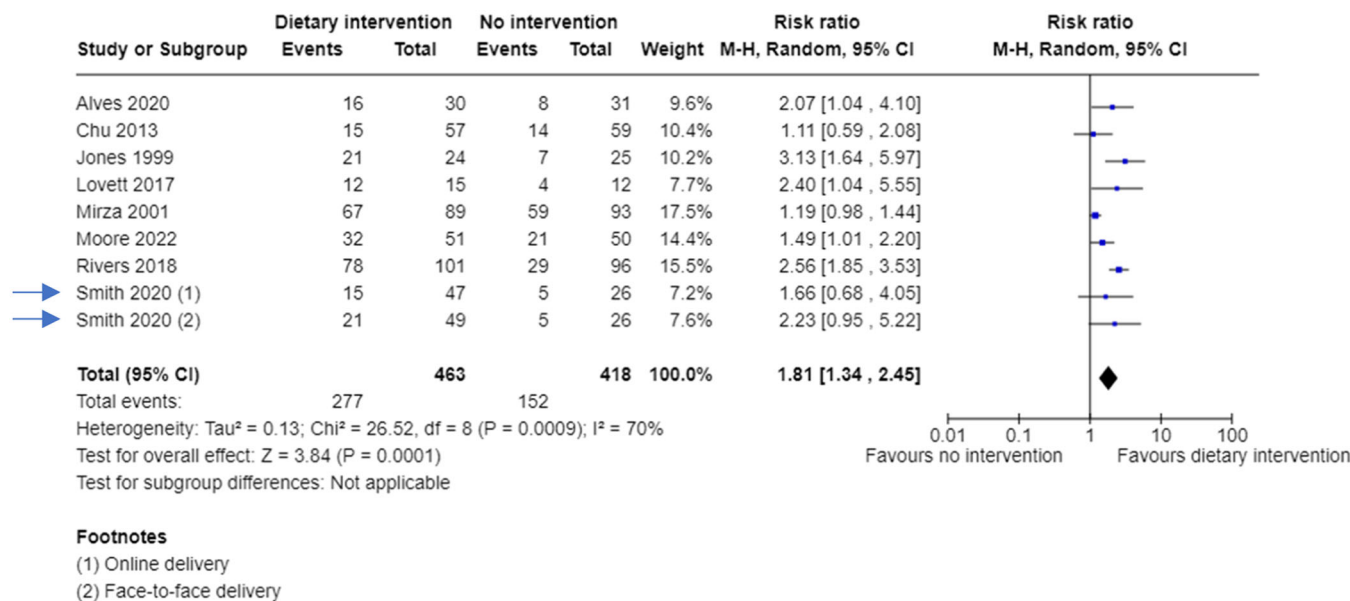 Dietary intervention No intervention Risk ratio Risk ratio
Study or Subgroup Events Total Events Total Weight M-H, Random, 95% CI M-H, Random, 95% CI
Alves 2020 16 30 8 31 9.6% 2.07 [1.04 , 4.10]
Chu 2013 15 57 14 59 10.4% 1.11 [0.59 , 2.08]
Jones 1999 21 24 7 25 10.2% 3.13 [1.64 , 5.97]
Lovett 2017 12 15 4 12 7.7% 2.40 [1.04 , 5.55]
Mirza 2001 67 89 59 93 17.5% 1.19 [0.98 , 1.44]
Moore 2022 32 51 21 50 14.4% 1.49 [1.01 , 2.20]
Rivers 2018 78 101 29 96 15.5% 2.56 [1.85 , 3.53]
Smith 2020 (1) 15 47 5 26 7.2% 1.66 [0.68 , 4.05]
Smith 2020 (2) 21 49 5 26 7.6% 2.23 [0.95 , 5.22]
Total (95% CI) 463 418 100.0% 1.81 [1.34 , 2.45]
Total events: 277 152
Heterogeneity: Tau² = 0.13; Chi² = 26.52, df = 8 (P = 0.0009); I² = 70%
Test for overall effect: Z = 3.84 (P = 0.0001)
Test for subgroup differences: Not applicable
0.01 0.1 1 10 100
Favours no intervention Favours dietary intervention
Footnotes
(1) Online delivery
(2) Face-to-face delivery